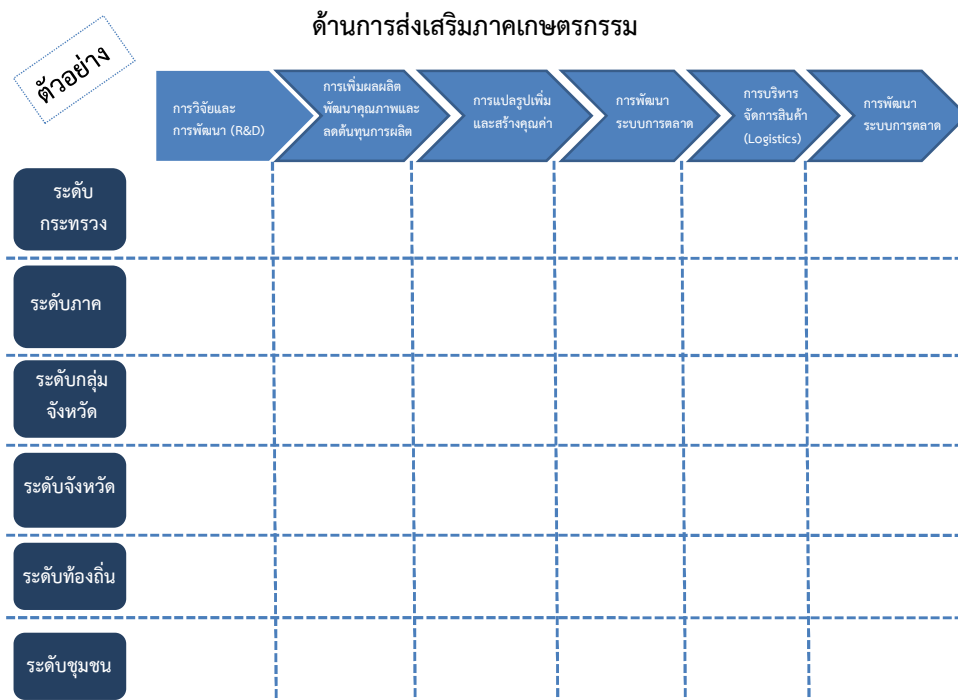 ด้านการส่งเสริมภาคเกษตรกรรม
ตัวอย่าง
การวิจัยและ
การพัฒนา (R&D)
การเพิ่มผลผลิต
พัฒนาคุณภาพและ
ลดต้นทุนการผลิต
การแปลรูปเพิ่ม
และสร้างคุณค่า
การพัฒนา
ระบบการตลาด
การบริหาร
จัดการสินค้า
(Logistics)
การพัฒนา
ระบบการตลาด
ระดับ
กระทรวง
ระดับภาค
ระดับกลุ่ม
จังหวัด
ระดับจังหวัด
ระดับท้องถิ่น
ระดับชุมชน